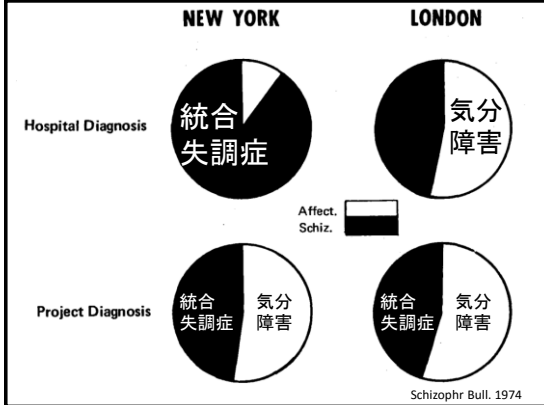 NEW YORK
LONDON
Hospital Diagnosis
統合
失調症
気分
障害
Affect.
Schiz.
Project Diagnosis
統合
失調症
気分
障害
統合
失調症
気分
障害
Schizophr Bull. 1974